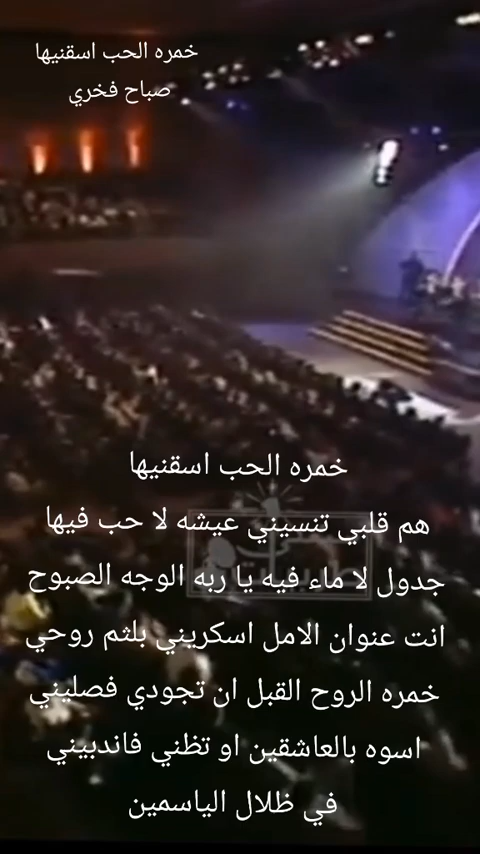 خمره الحب اسقنيها
صباح فخري
خمره الحب اسقنيها
هم قلبي تنسيني عيشه لا حب فيها
جدول لا ماء فيه يا ربه الوجه الصبوح
انت عنوان الامل اسكريني بلثم روحي
خمره الروح القبل ان تجودي فصليني
اسوه بالعاشقين او تظني فاندبيني
في ظلال الياسمين